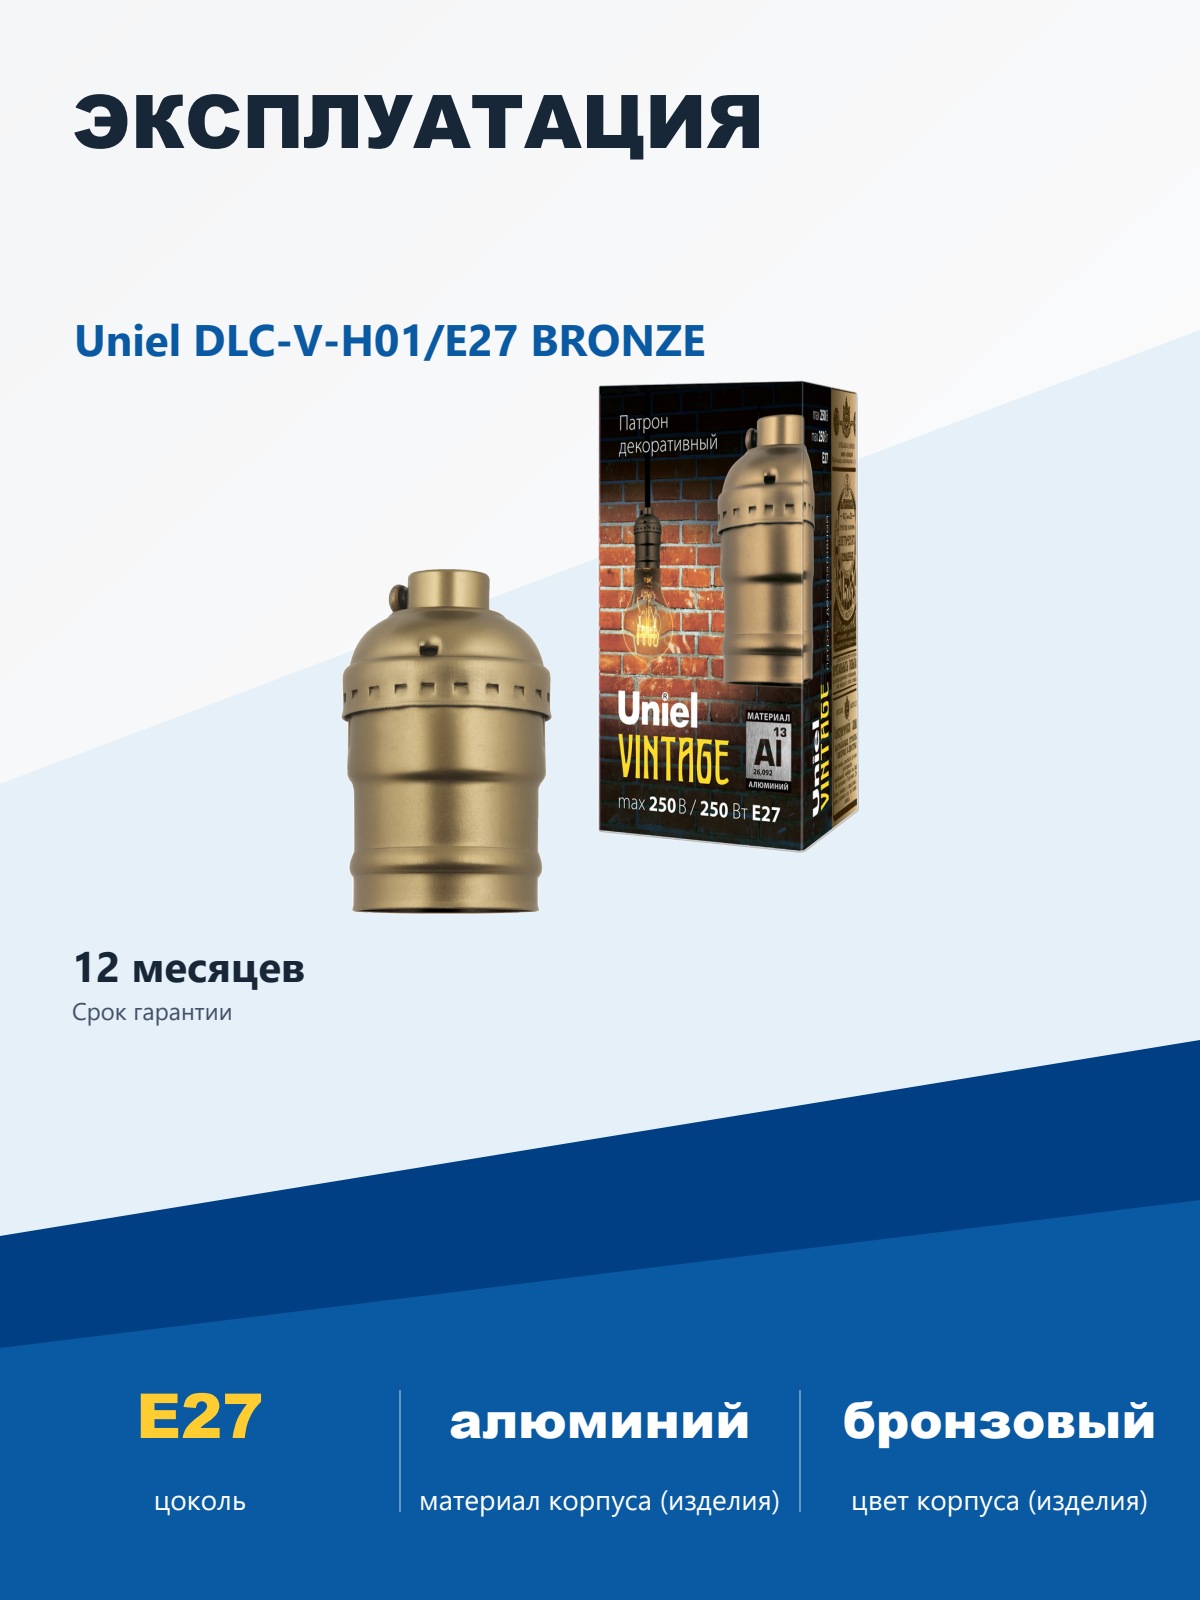 ЭКСПЛУАТАЦИЯ
Uniel DLC-V-H01/E27 BRONZE
Патрон
декоративный
Uniel
VINTAGE
МАТЕРИАЛ
13
Al
26,092
АЛЮМИНИЙ
max 250 В / 250 Вт E27
Uniel
VINTAGE
E27
12 месяцев
Срок гарантии
E27
цоколь
алюминий
материал корпуса (изделия)
бронзовый
цвет корпуса (изделия)